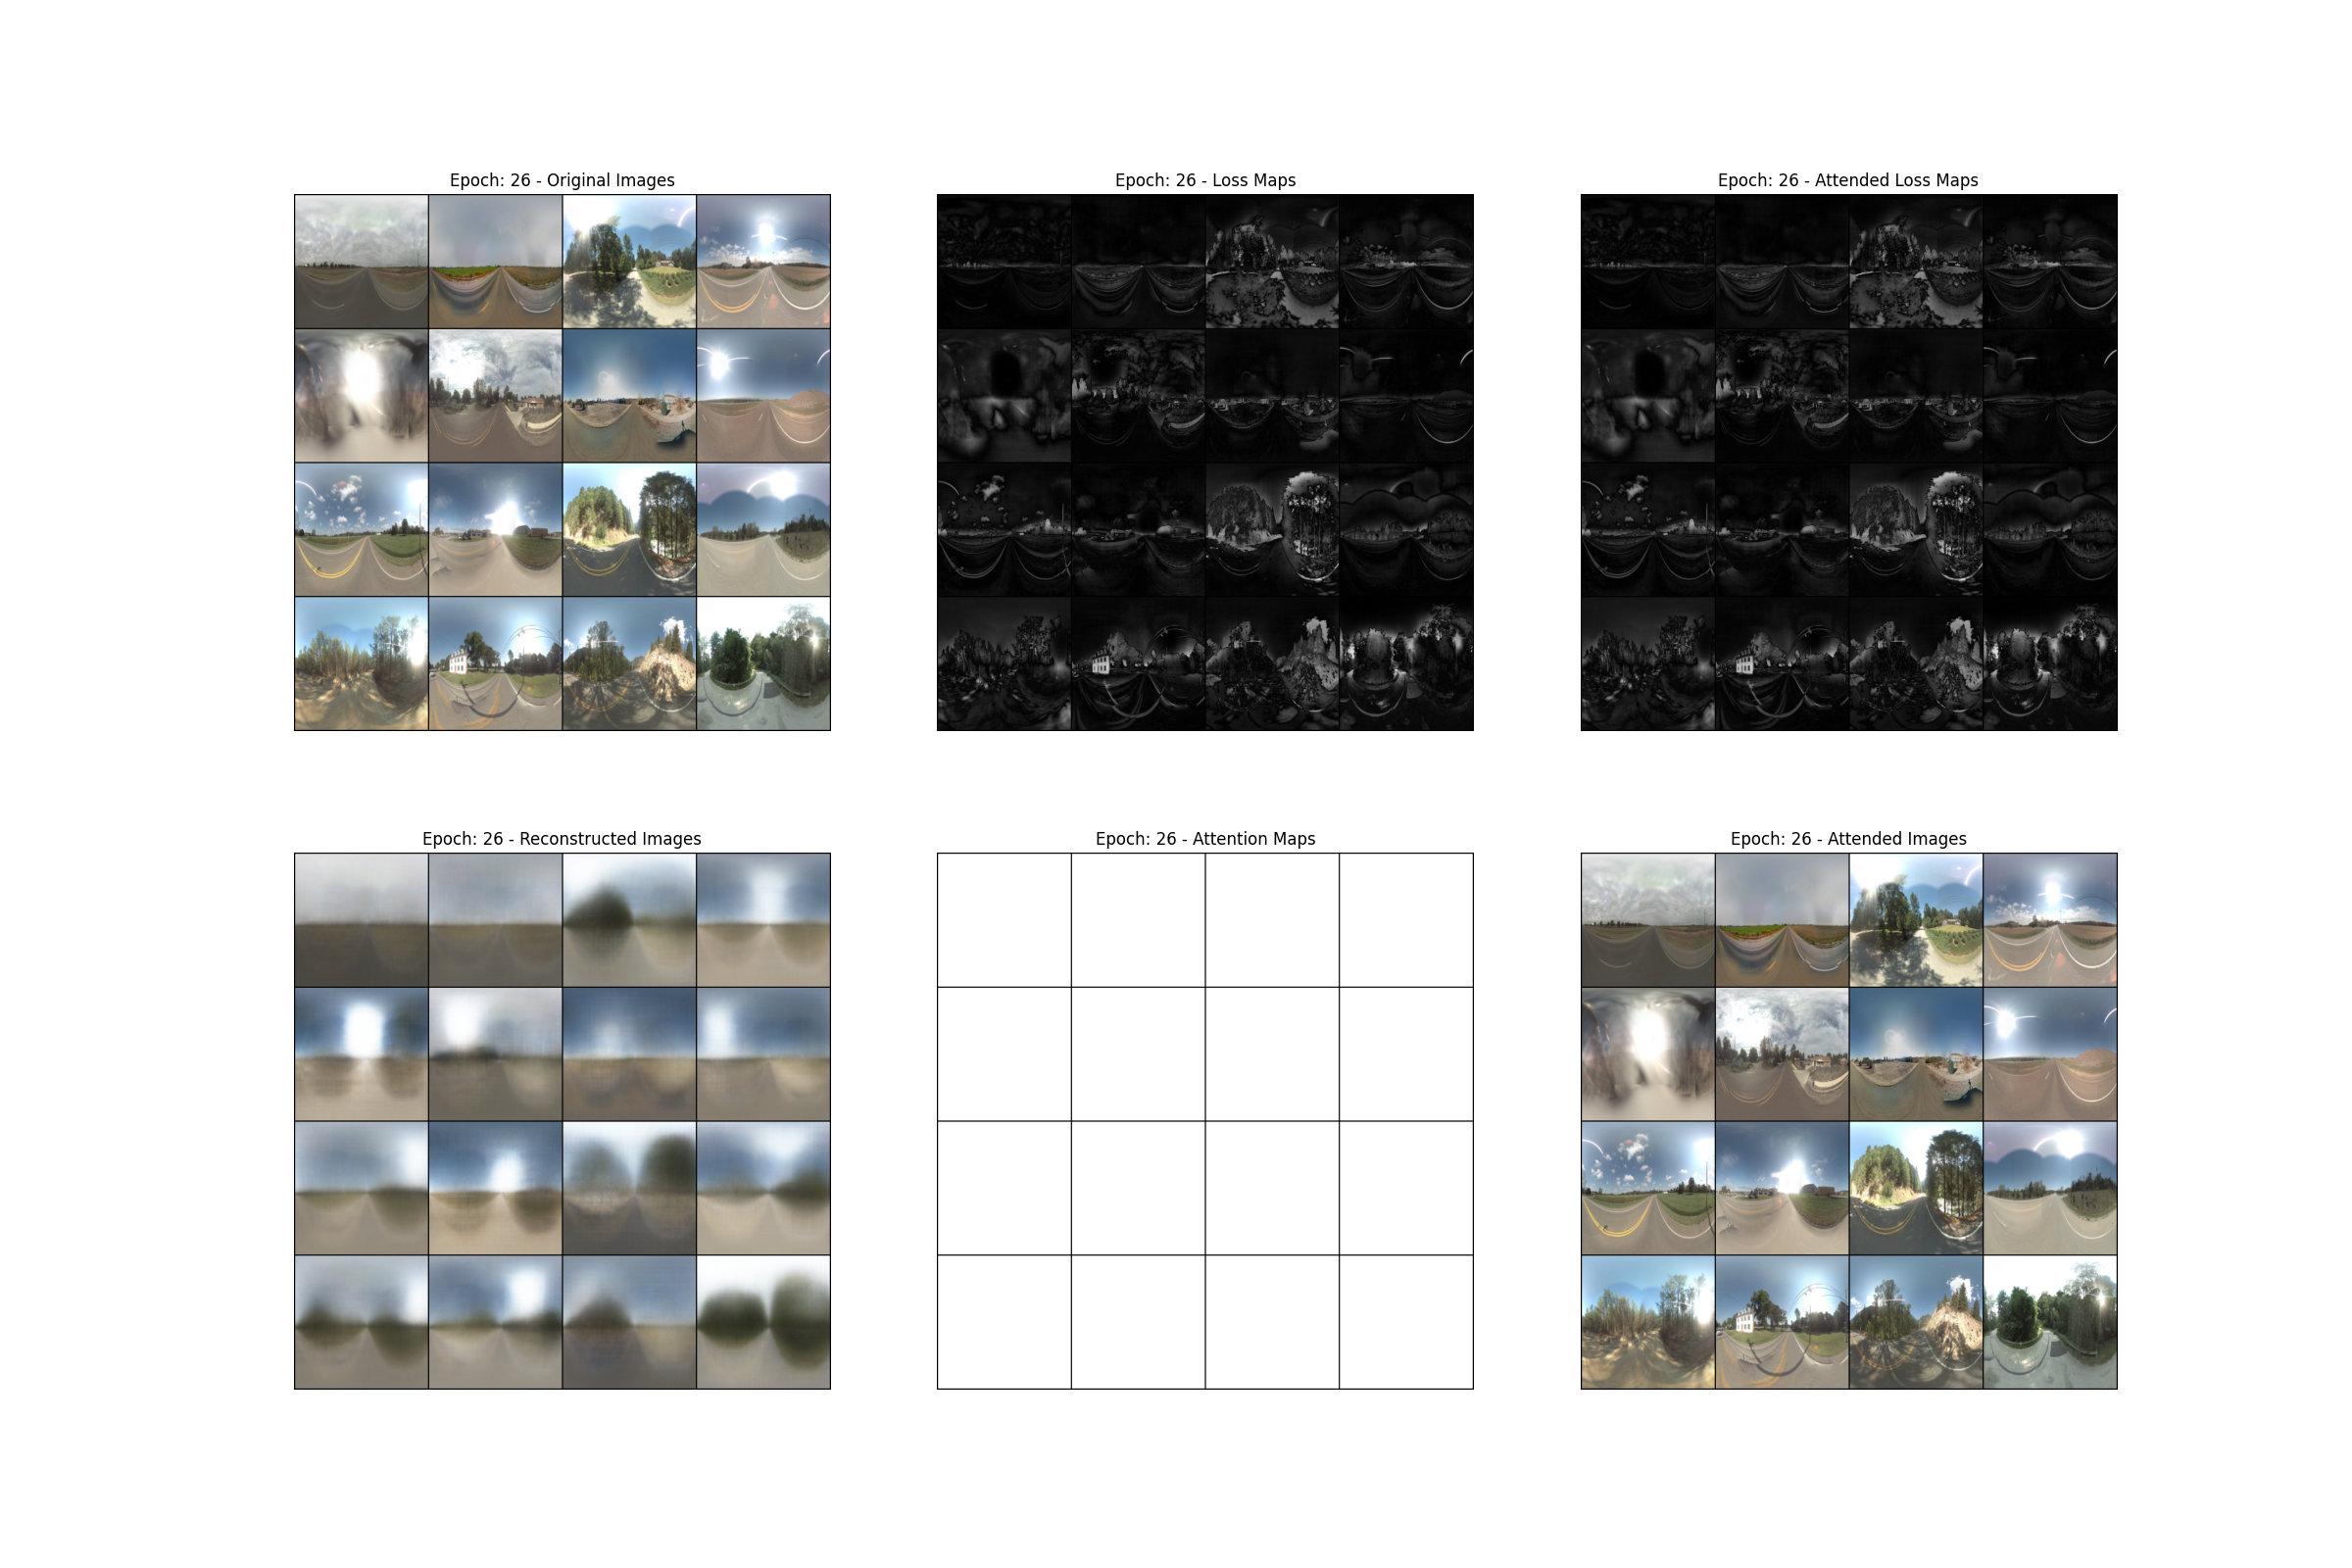 Epoch: 26 - Original Images
Epoch: 26 - Loss Maps
Epoch: 26 - Attended Loss Maps
Epoch: 26 - Reconstructed Images
Epoch: 26 - Attention Maps
Epoch: 26 - Attended Images